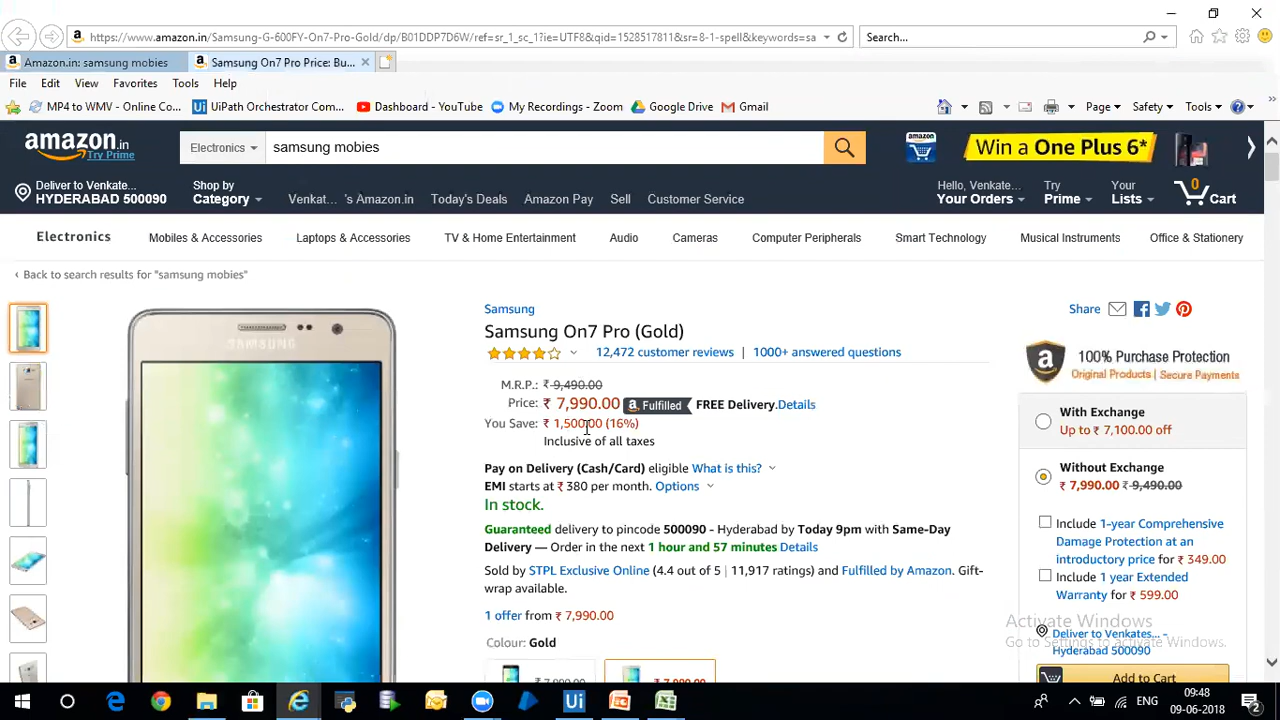 https://www.amazon.in/Samsung-G-600FY-On7-Pro-Gold/dp/B01DDP7D6W/ref=sr_1_sc_1?ie=UTF8&qid=1528517811&sr=8-1-spell&keywords=sa
Search...
Amazon.in: samsung mobies
Samsung On7 Pro Price: Bu...
File Edit View Favorites Tools Help
MP4 to WMV - Online Co... UiPath Orchestrator Com... Dashboard - YouTube My Recordings - Zoom Google Drive Gmail Page Safety Tools
amazon.in
Try Prime
Electronics
samsung mobies
Win a One Plus 6*
Deliver to Venkate...
HYDERABAD 500090
Shop by
Category
Venkat... 's Amazon.in Today's Deals Amazon Pay Sell Customer Service
Hello, Venkate...
Your Orders
Try
Prime
Your
Lists
0
Cart
Electronics Mobiles & Accessories Laptops & Accessories TV & Home Entertainment Audio Cameras Computer Peripherals Smart Technology Musical Instruments Office & Stationery
‹ Back to search results for "samsung mobies"
SAMSUNG
Samsung
Samsung On7 Pro (Gold)
12,472 customer reviews | 1000+ answered questions
M.R.P.: ₹ 9,490.00
Price: ₹ 7,990.00 Fulfilled FREE Delivery.Details
You Save: ₹ 1,500.00 (16%)
Inclusive of all taxes
Pay on Delivery (Cash/Card) eligible What is this?
EMI starts at ₹ 380 per month. Options
In stock.
Guaranteed delivery to pincode 500090 - Hyderabad by Today 9pm with Same-Day
Delivery — Order in the next 1 hour and 57 minutes Details
Sold by STPL Exclusive Online (4.4 out of 5 | 11,917 ratings) and Fulfilled by Amazon. Gift-
wrap available.
1 offer from ₹ 7,990.00
Colour: Gold
₹ 7,990.00
Share
100% Purchase Protection
Original Products | Secure Payments
With Exchange
Up to ₹ 7,100.00 off
Without Exchange
₹ 7,990.00 ₹ 9,490.00
Include 1-year Comprehensive
Damage Protection at an
introductory price for ₹ 349.00
Include 1 year Extended
Warranty for ₹ 599.00
Activate Windows
Go to Settings to activate Windows.
Deliver to Venkates... -
Hyderabad 500090
Add to Cart
ENG
09:48
09-06-2018
2